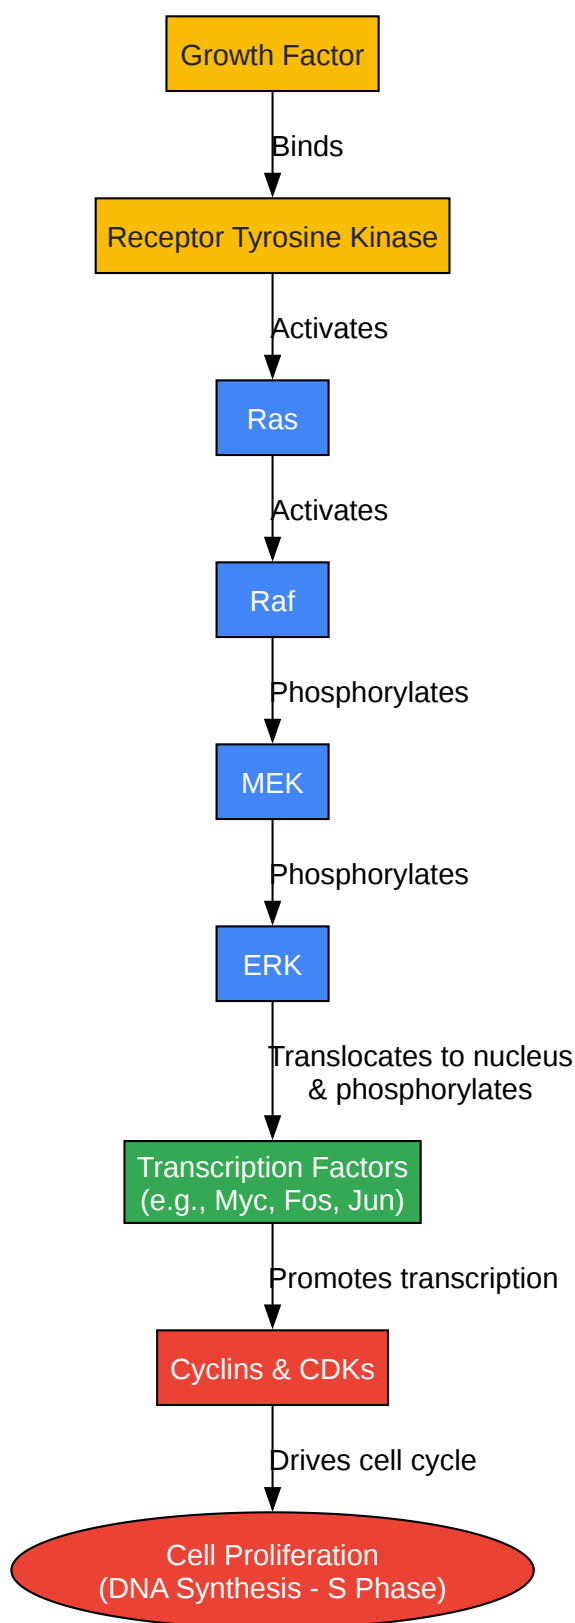 Growth Factor
Binds
Receptor Tyrosine Kinase
Activates
Ras
Activates
Raf
Phosphorylates
MEK
Phosphorylates
ERK
Translocates to nucleus
& phosphorylates
Transcription Factors
(e.g., Myc, Fos, Jun)
Promotes transcription
Cyclins & CDKs
Drives cell cycle
Cell Proliferation
(DNA Synthesis - S Phase)